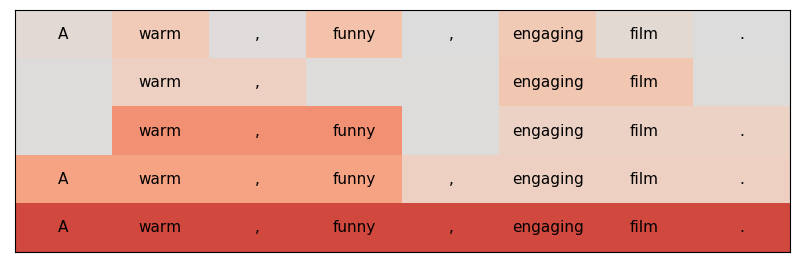 A warm , funny , engaging film .
warm , engaging film
warm , funny engaging film .
A warm , funny , engaging film .
A warm , funny , engaging film .